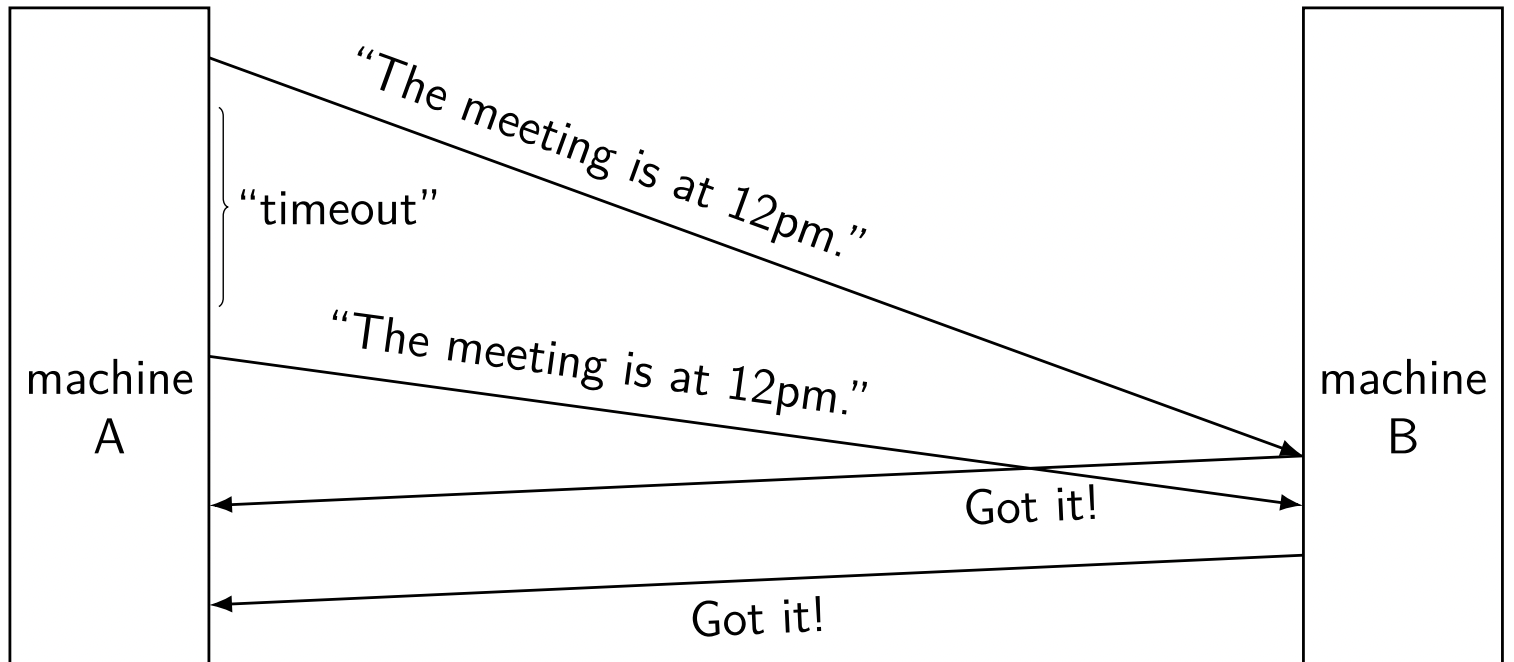 “The meeting is at 12pm.”
“timeout”
“The meeting is at 12pm.”
machine
A
machine
B
Got it!
Got it!